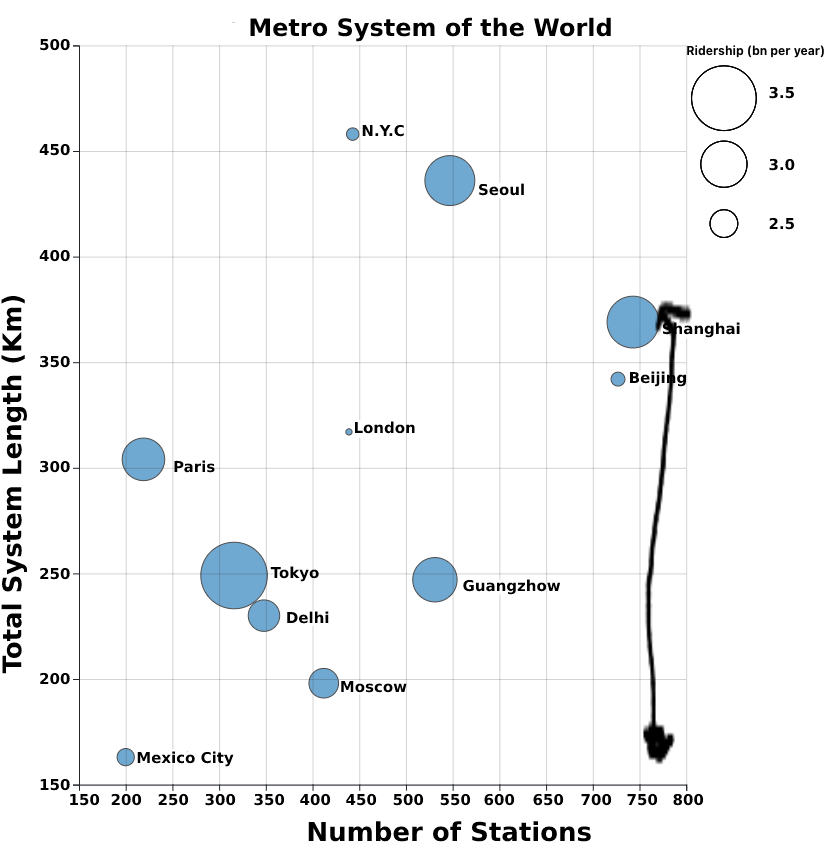 Metro System of the World
Ridership (bn per year)
3.5
3.0
2.5
Total System Length (Km)
500
450
400
350
300
250
200
150
N.Y.C
Seoul
Shanghai
Beijing
London
Paris
Tokyo
Guangzhow
Delhi
Moscow
Mexico City
150 200 250 300 350 400 450 500 550 600 650 700 750 800
Number of Stations